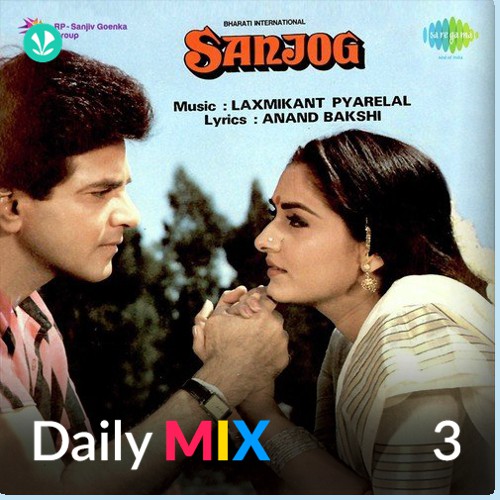 RP-Sanjiv Goenka
Group
BHARATI INTERNATIONAL
saregama
SANJOG
Music : LAXMIKANT PYARELAL
Lyrics : ANAND BAKSHI
Daily MIX 3